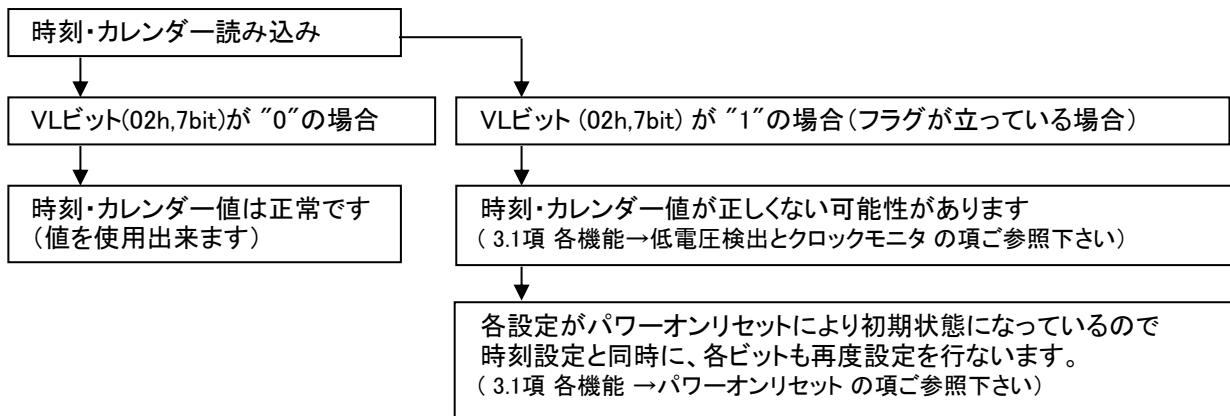 時刻・カレンダー読み込み
VLビット(02h,7bit)が "0"の場合
時刻・カレンダー値は正常です
(値を使用出来ます)
VLビット (02h,7bit) が "1"の場合(フラグが立っている場合)
時刻・カレンダー値が正しくない可能性があります
( 3.1項 各機能→低電圧検出とクロックモニタ の項ご参照下さい)
各設定がパワーオンリセットにより初期状態になっているので
時刻設定と同時に、各ビットも再度設定を行ないます。
( 3.1項 各機能 →パワーオンリセット の項ご参照下さい)